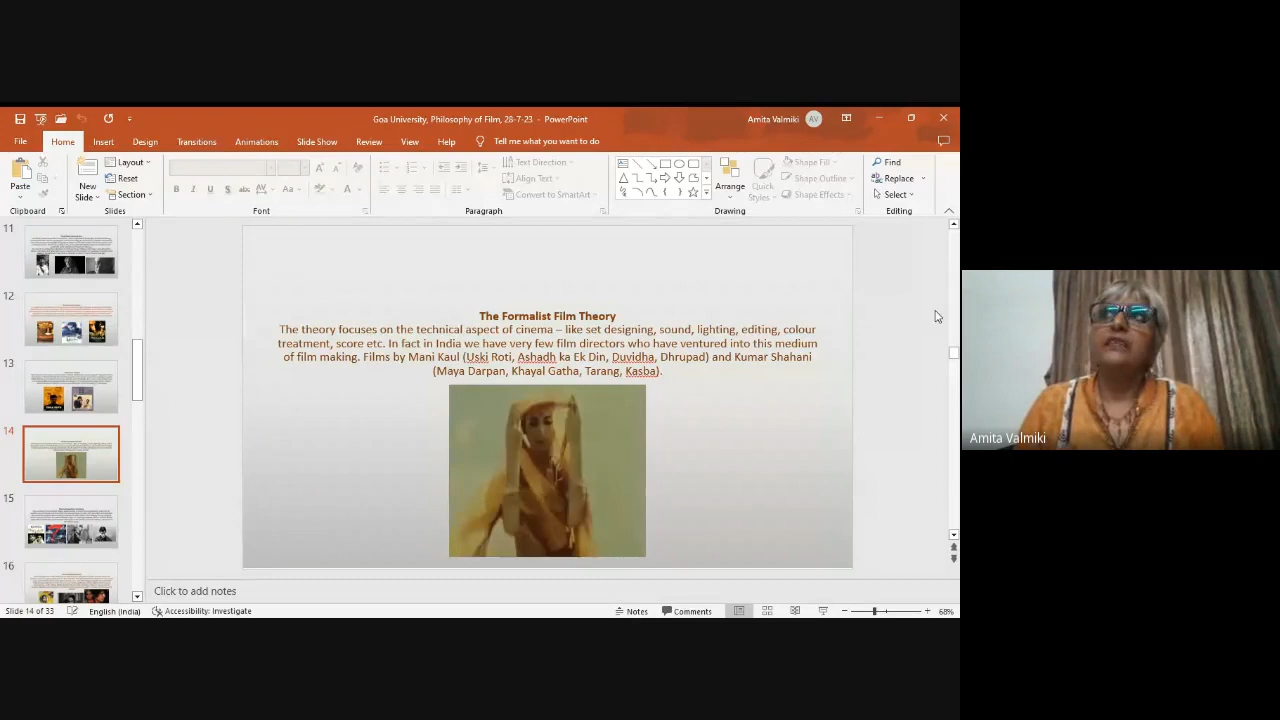 Goa University, Philosophy of Film, 28-7-23 - PowerPoint
Amita Valmiki
AV
File Home Insert Design Transitions Animations Slide Show Review View Help Tell me what you want to do
Paste
New
Slide
Layout
Reset
Section
Text Direction
Align Text
Convert to SmartArt
Arrange
Quick
Styles
Shape Fill
Shape Outline
Shape Effects
Find
Replace
Select
Clipboard Slides Font Paragraph Drawing Editing
11
12
13
14
15
16
The Formalist Film Theory
The theory focuses on the technical aspect of cinema – like set designing, sound, lighting, editing, colour
treatment, score etc. In fact in India we have very few film directors who have ventured into this medium
of film making. Films by Mani Kaul (Uski Roti, Ashadh ka Ek Din, Duvidha, Dhrupad) and Kumar Shahani
(Maya Darpan, Khayal Gatha, Tarang, Kasba).
Click to add notes
Slide 14 of 33 English (India) Accessibility: Investigate Notes Comments 68%
Amita Valmiki